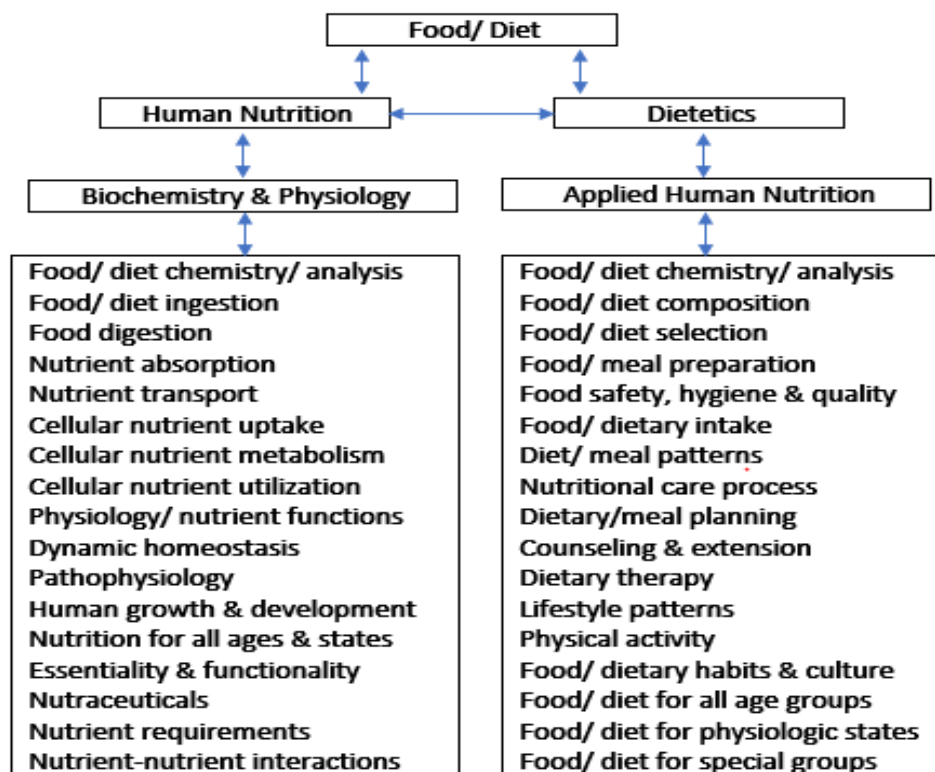 Food/ Diet
Human Nutrition
Dietetics
Biochemistry & Physiology
Applied Human Nutrition
Food/ diet chemistry/ analysis
Food/ diet ingestion
Food digestion
Nutrient absorption
Nutrient transport
Cellular nutrient uptake
Cellular nutrient metabolism
Cellular nutrient utilization
Physiology/ nutrient functions
Dynamic homeostasis
Pathophysiology
Human growth & development
Nutrition for all ages & states
Essentiality & functionality
Nutraceuticals
Nutrient requirements
Nutrient-nutrient interactions
Food/ diet chemistry/ analysis
Food/ diet composition
Food/ diet selection
Food/ meal preparation
Food safety, hygiene & quality
Food/ dietary intake
Diet/ meal patterns
Nutritional care process
Dietary/meal planning
Counseling & extension
Dietary therapy
Lifestyle patterns
Physical activity
Food/ dietary habits & culture
Food/ diet for all age groups
Food/ diet for physiologic states
Food/ diet for special groups